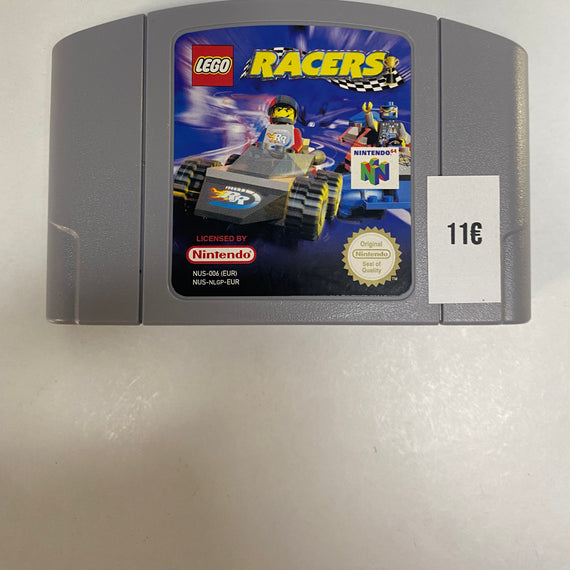 LEGO RACERS
NINTENDO 64
N
11€
RR
LICENSED BY
Nintendo
NUS-006 (EUR)
NUS-NLGP-EUR
Original
Nintendo
Seal of
Quality